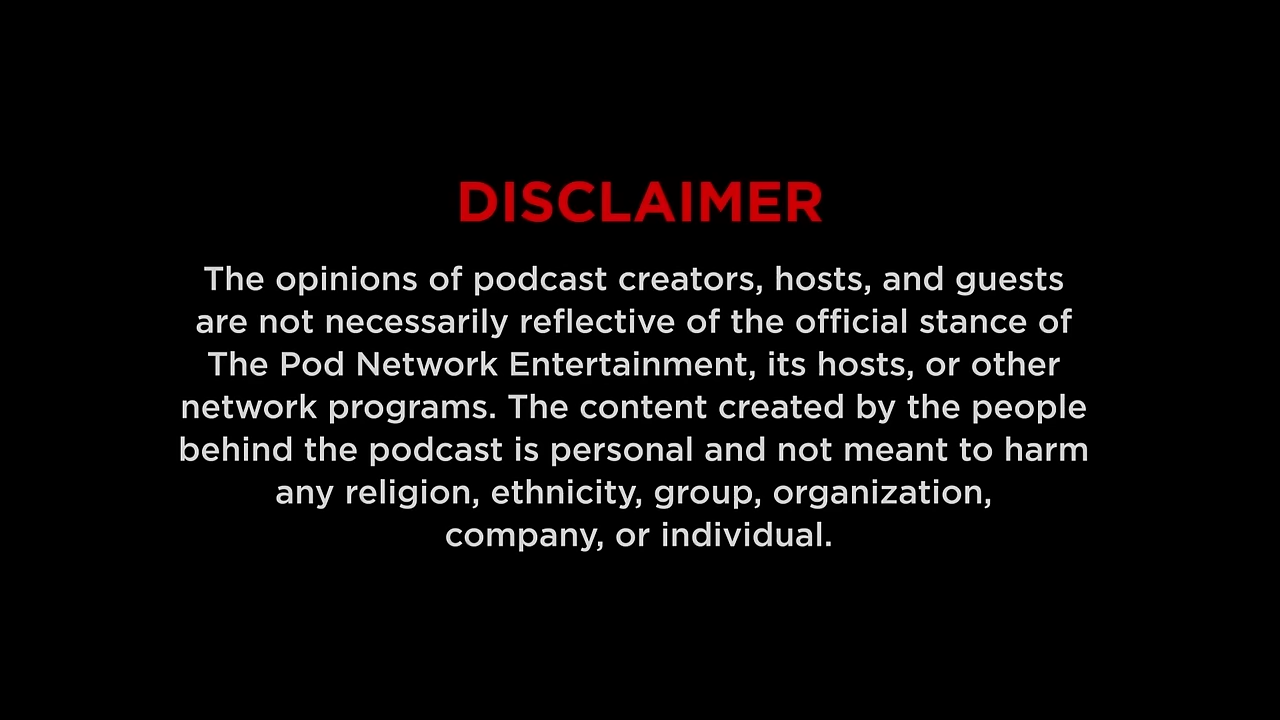 DISCLAIMER
The opinions of podcast creators, hosts, and guests
are not necessarily reflective of the official stance of
The Pod Network Entertainment, its hosts, or other
network programs. The content created by the people
behind the podcast is personal and not meant to harm
any religion, ethnicity, group, organization,
company, or individual.